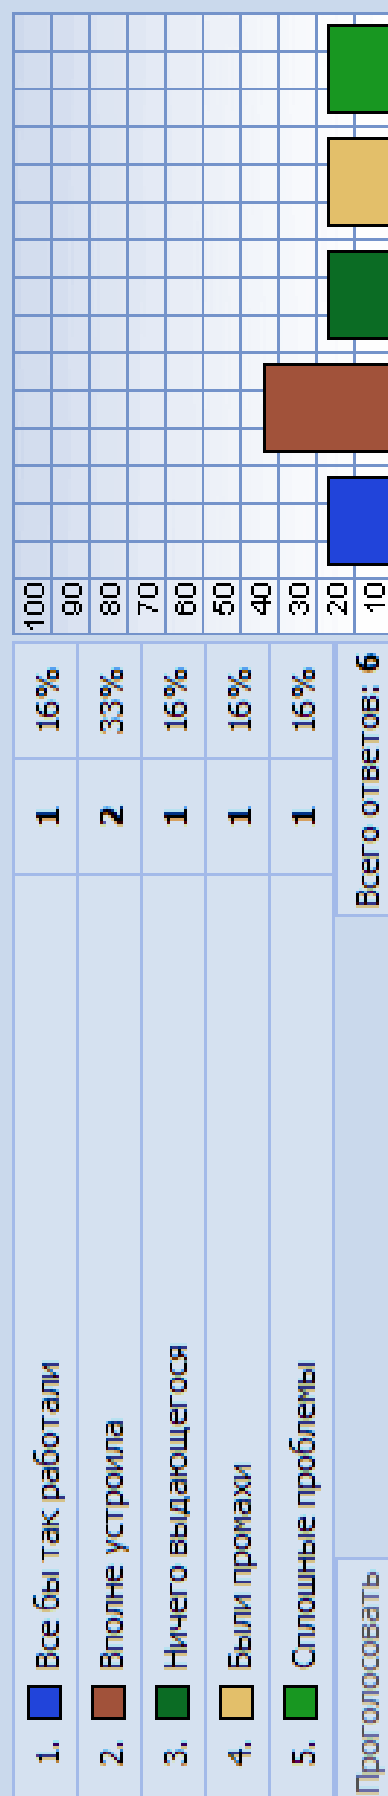 1. Все бы так работали 1 16%
2. Вполне устроила 2 33%
3. Ничего выдающегося 1 16%
4. Были промахи 1 16%
5. Сплошные проблемы 1 16%
Проголосовать Всего ответов: 6
100
90
80
70
60
50
40
30
20
10